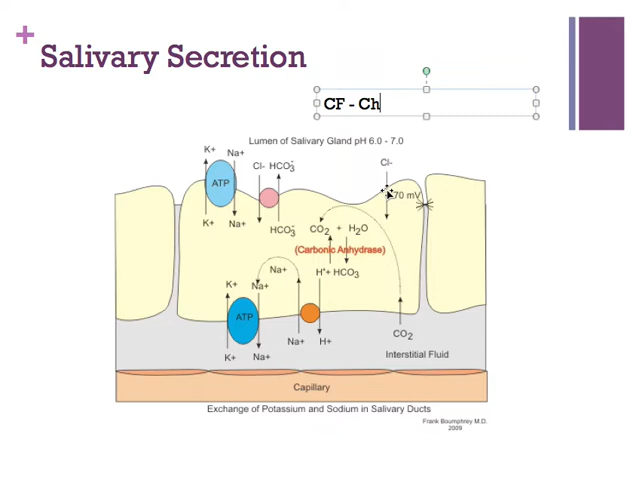 +
Salivary Secretion
CF - Ch
Lumen of Salivary Gland pH 6.0 - 7.0
K+ Na+ Cl- HCO₃⁻ Cl-
ATP
-70 mV
K+ Na+ HCO₃⁻ CO₂ + H₂O
(Carbonic Anhydrase)
Na+ H⁺+ HCO₃
K+ Na+
ATP
K+ Na+ Na+ H+ CO₂
Interstitial Fluid
Capillary
Exchange of Potassium and Sodium in Salivary Ducts
Frank Boumphrey M.D.
2009